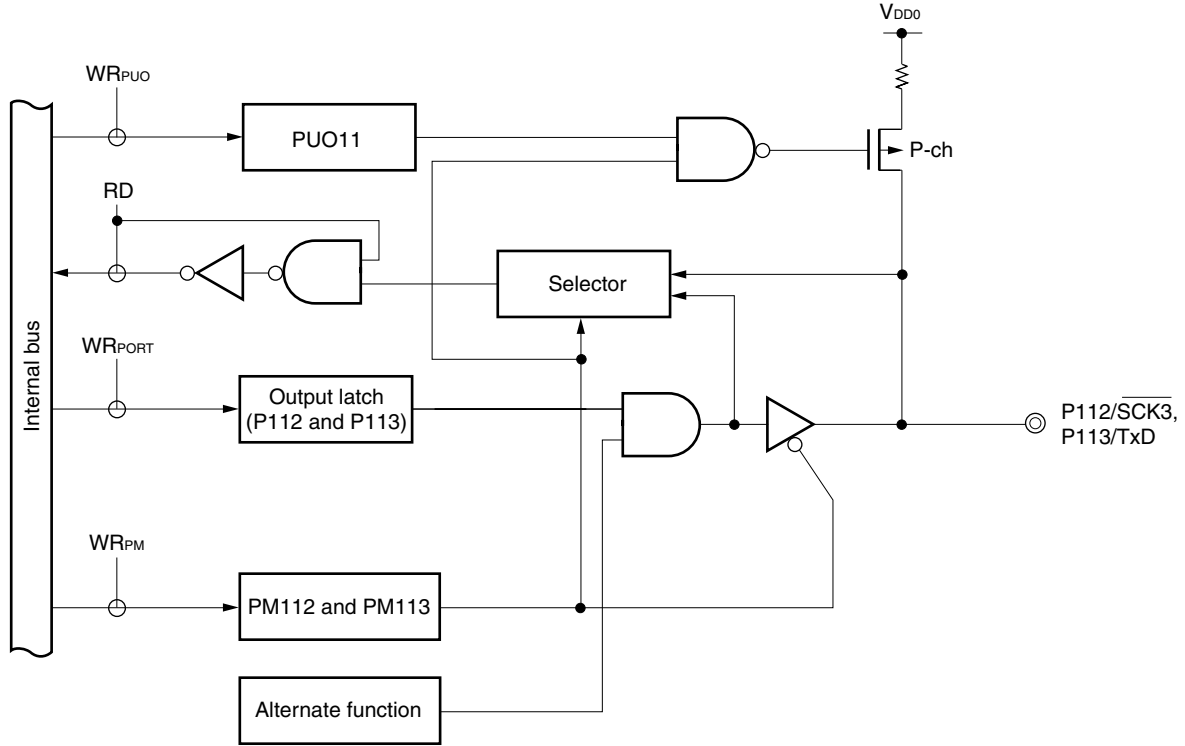 VDD0
WRPUO
PUO11
P-ch
RD
Selector
Internal bus
WRPORT
Output latch
(P112 and P113)
P112/SCK3,
P113/TxD
WRPM
PM112 and PM113
Alternate function